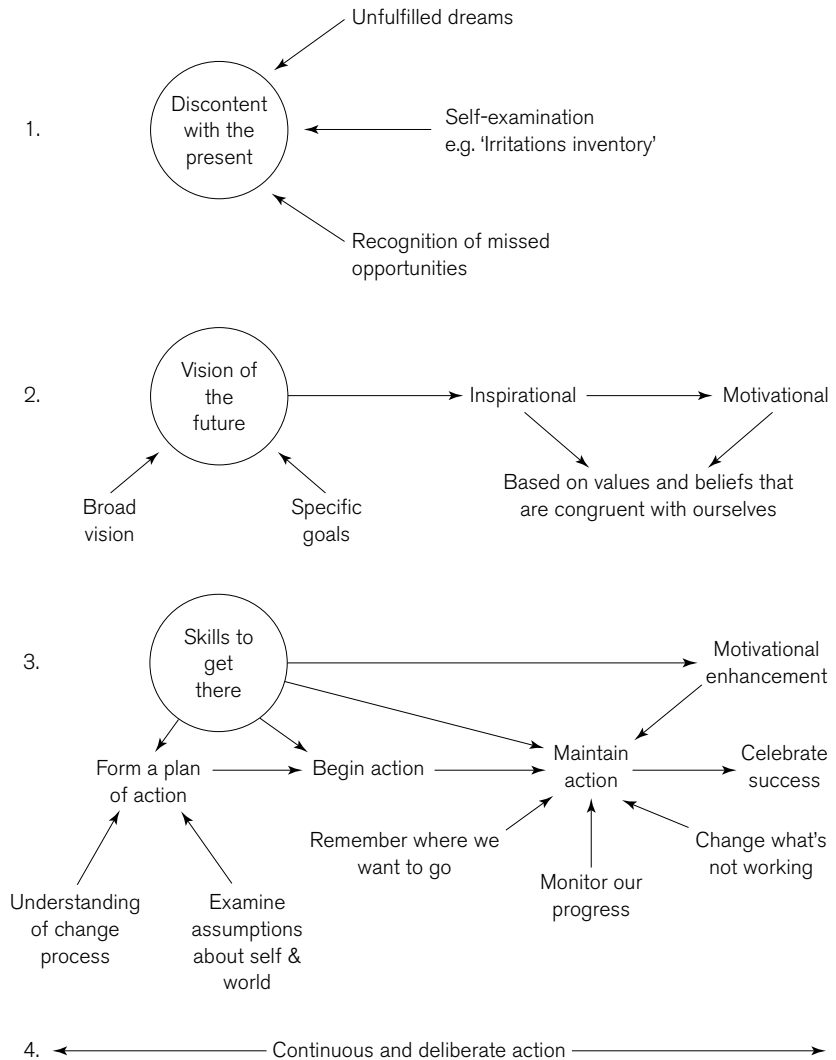 Unfulfilled dreams
1.
Discontent
with the
present
Self-examination
e.g. ‘Irritations inventory’
Recognition of missed
opportunities
2.
Vision of
the
future
Inspirational
Motivational
Broad
vision
Specific
goals
Based on values and beliefs that
are congruent with ourselves
3.
Skills to
get
there
Motivational
enhancement
Form a plan
of action
Begin action
Maintain
action
Celebrate
success
Remember where we
want to go
Monitor our
progress
Change what's
not working
Understanding
of change
process
Examine
assumptions
about self &
world
4.
Continuous and deliberate action